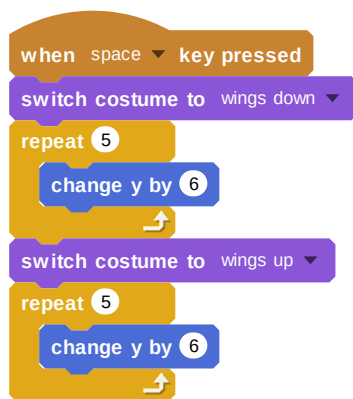 when space key pressed
switch costume to wings down
repeat 5
change y by 6
switch costume to wings up
repeat 5
change y by 6